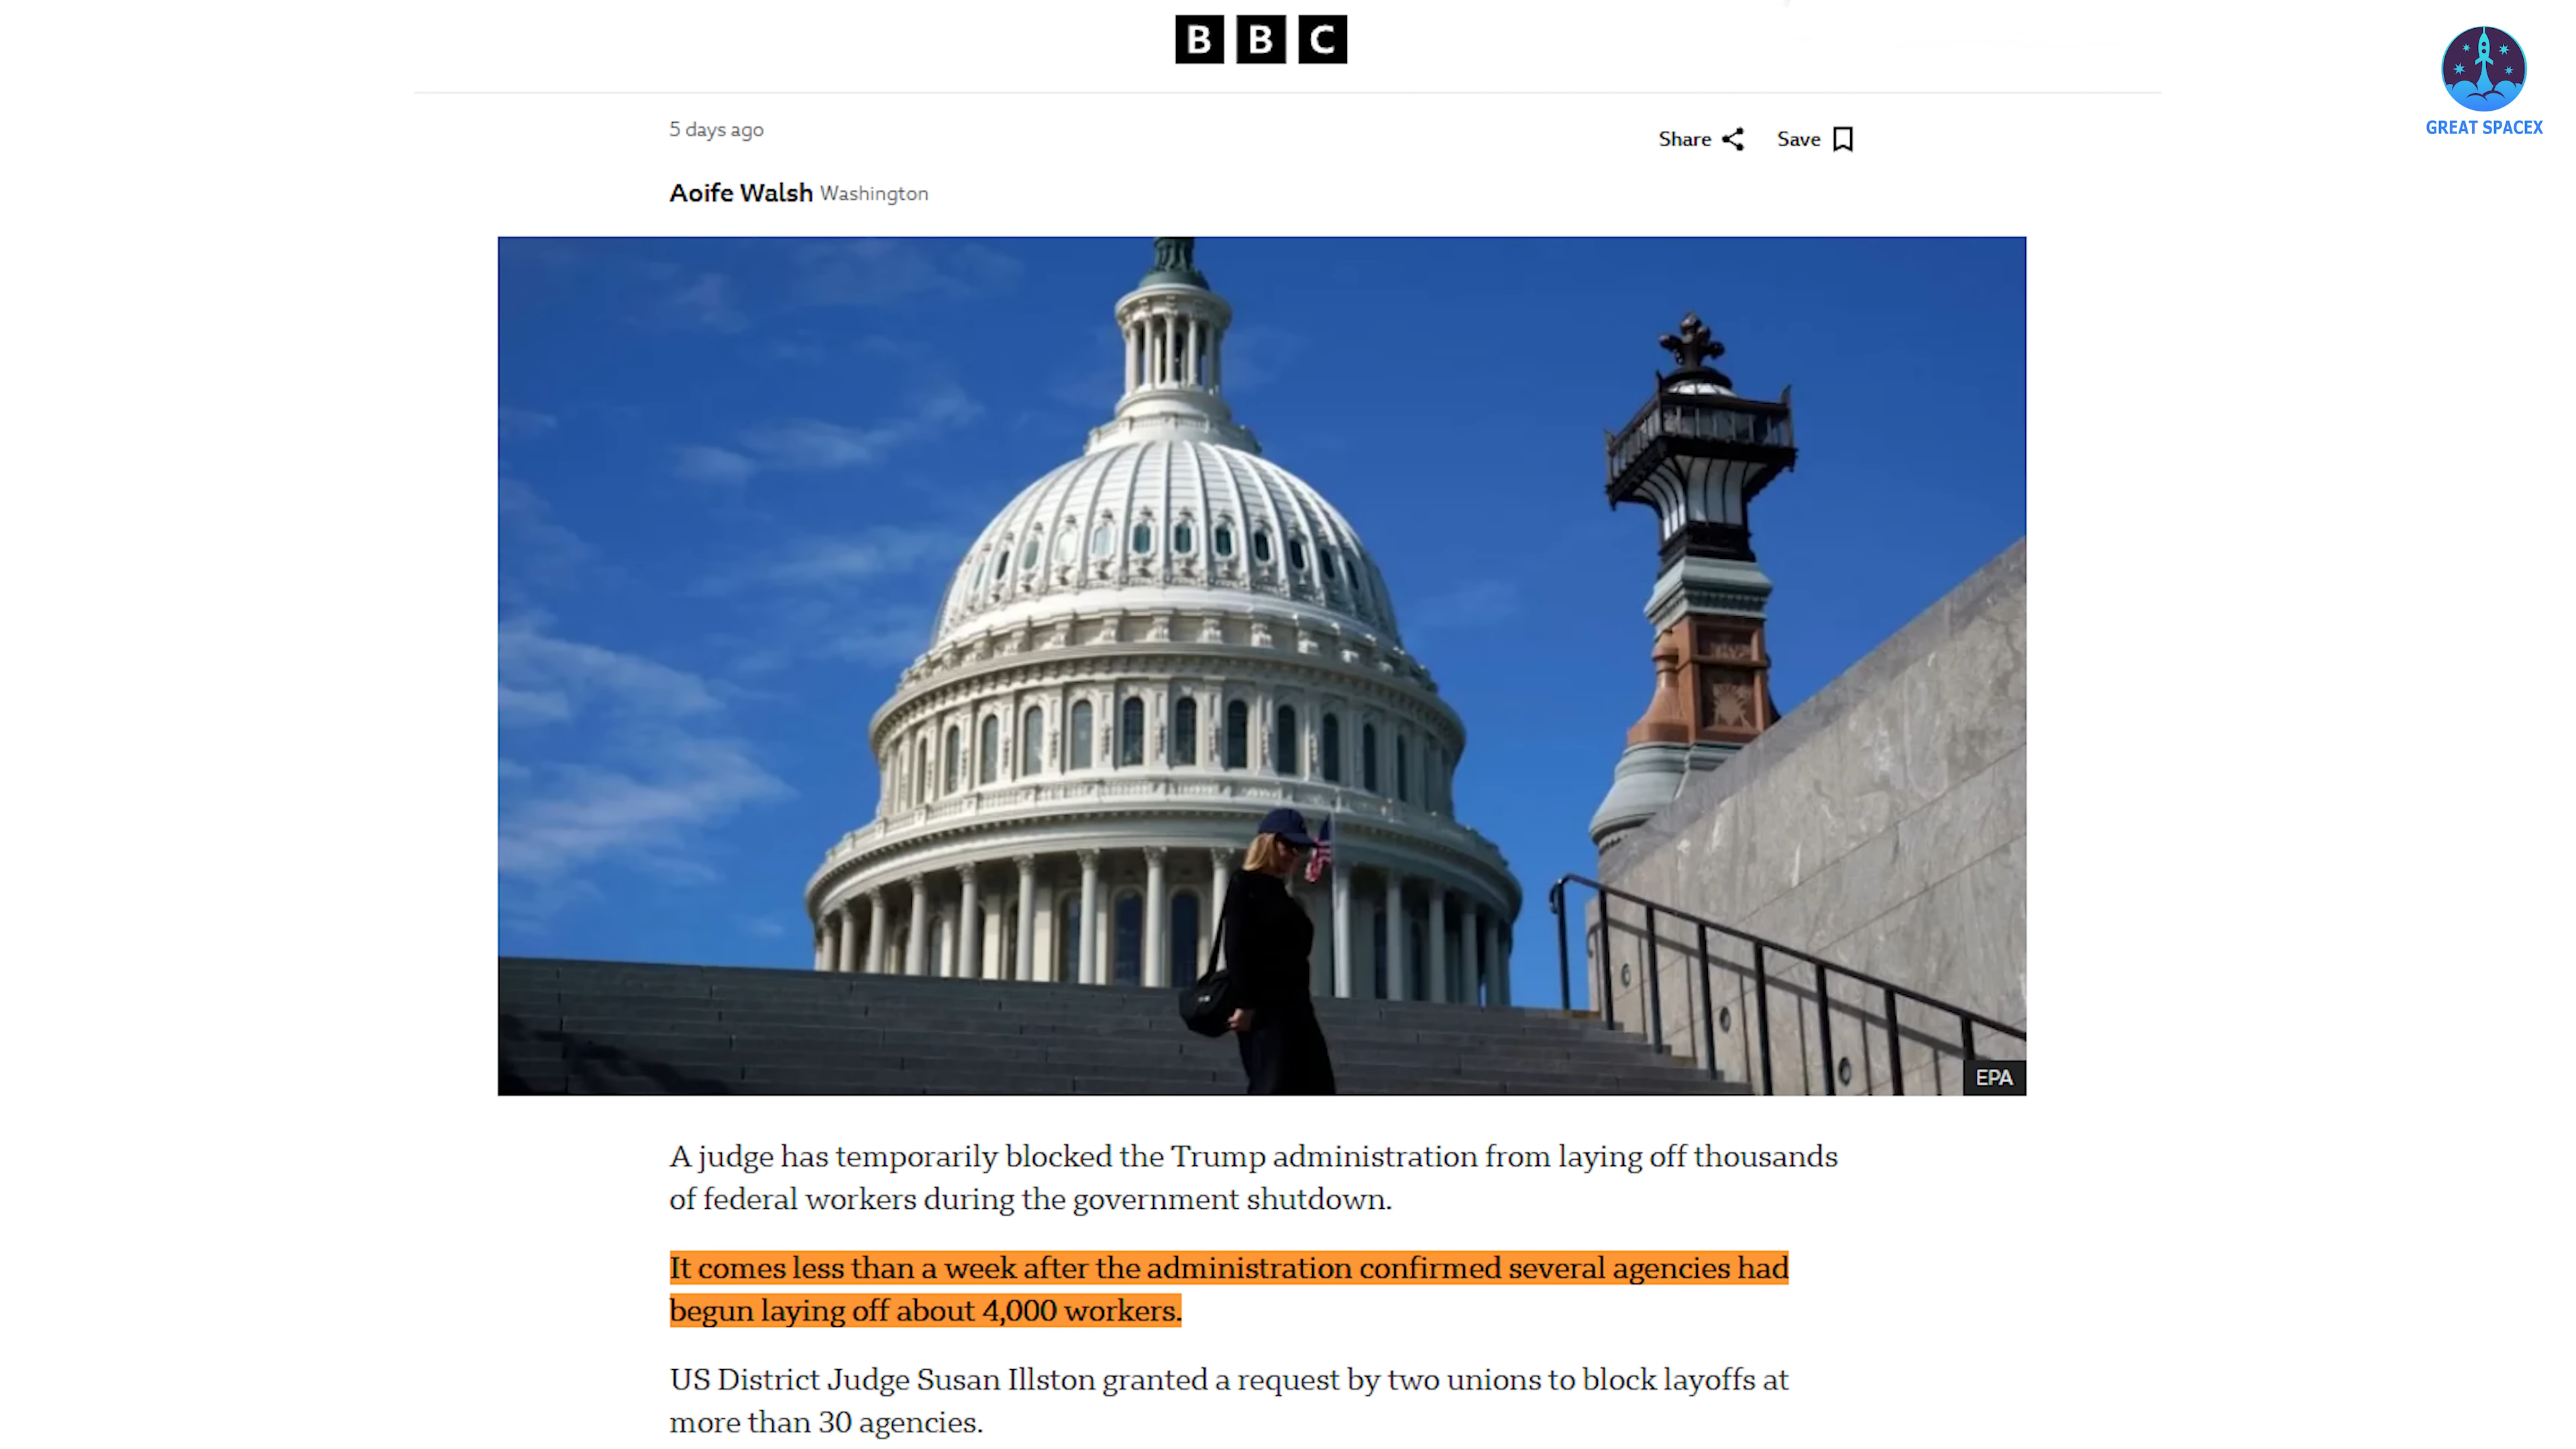 BBC
GREAT SPACEX
5 days ago
Share
Save
Aoife Walsh Washington
EPA
A judge has temporarily blocked the Trump administration from laying off thousands
of federal workers during the government shutdown.
It comes less than a week after the administration confirmed several agencies had
begun laying off about 4,000 workers.
US District Judge Susan Illston granted a request by two unions to block layoffs at
more than 30 agencies.